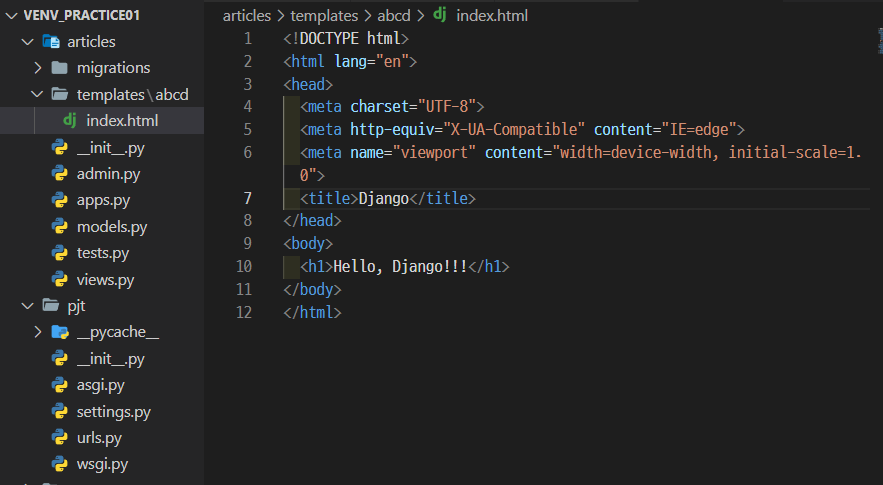 VENV_PRACTICE01
articles
migrations
templates\abcd
index.html
__init__.py
admin.py
apps.py
models.py
tests.py
views.py
pjt
__pycache__
__init__.py
asgi.py
settings.py
urls.py
wsgi.py
articles > templates > abcd > dj index.html
1 <!DOCTYPE html>
2 <html lang="en">
3 <head>
4 <meta charset="UTF-8">
5 <meta http-equiv="X-UA-Compatible" content="IE=edge">
6 <meta name="viewport" content="width=device-width, initial-scale=1.
0">
7 <title>Django</title>
8 </head>
9 <body>
10 <h1>Hello, Django!!!</h1>
11 </body>
12 </html>